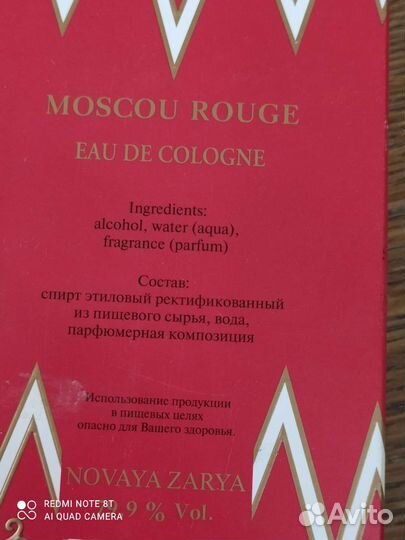 MOSCOU ROUGE
EAU DE COLOGNE
Ingredients:
alcohol, water (aqua),
fragrance (parfum)
Состав:
спирт этиловый ректификованный
из пищевого сырья, вода,
парфюмерная композиция
Использование продукции
в пищевых целях
опасно для Вашего здоровья.
NOVAYA ZARYA
9 % Vol.
REDMI NOTE 8T
AI QUAD CAMERA
Avito